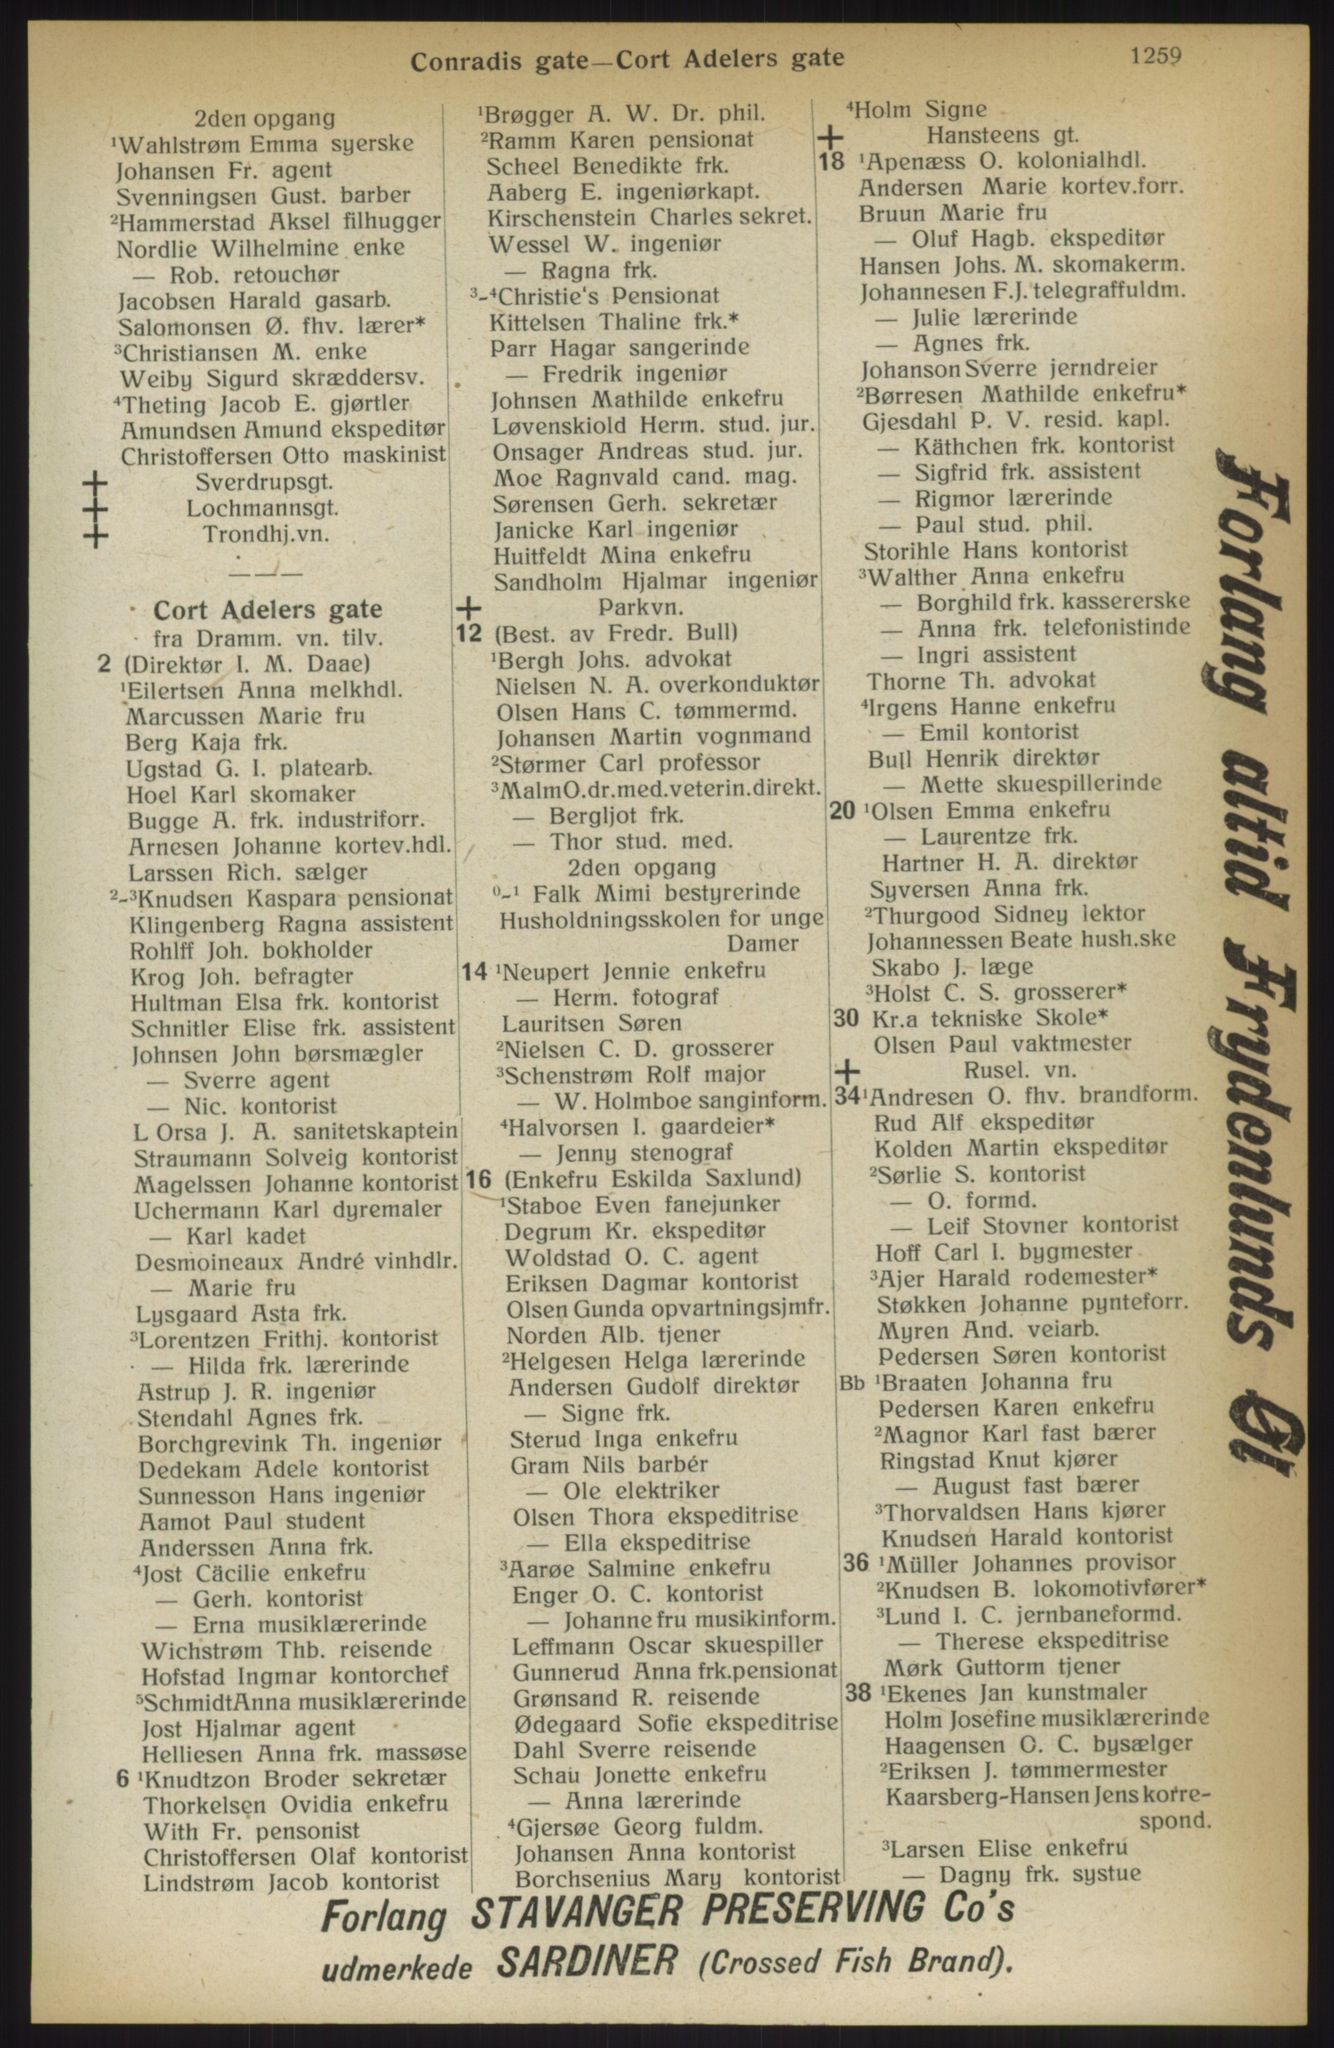 Conradis gate—Cort Adelers gate
1259
2den opgang
¹Wahlstrøm Emma syerske
Johansen Fr. agent
Svenningsen Gust. barber
²Hammerstad Aksel filhugger
Nordlie Wilhelmine enke
— Rob. retouchør
Jacobsen Harald gasarb.
Salomonsen Ø. fhv. lærer*
³Christiansen M. enke
Weiby Sigurd skræddersv.
⁴Theting Jacob E. gjørtler
Amundsen Amund ekspeditør
Christoffersen Otto maskinist
+ Sverdrupsgt.
+ Lochmannsgt.
+ Trondhj.vn.
———
Cort Adelers gate
fra Dramm. vn. tilv.
2 (Direktør I. M. Daae)
¹Eilertsen Anna melkhdl.
Marcussen Marie fru
Berg Kaja frk.
Ugstad G. I. platearb.
Hoel Karl skomaker
Bugge A. frk. industriforr.
Arnesen Johanne kortev.hdl.
Larssen Rich. sælger
²-³Knudsen Kaspara pensionat
Klingenberg Ragna assistent
Rohlff Joh. bokholder
Krog Joh. befragter
Hultman Elsa frk. kontorist
Schnitler Elise frk. assistent
Johnsen John børsmægler
— Sverre agent
— Nic. kontorist
L Orsa J. A. sanitetskaptein
Straumann Solveig kontorist
Magelssen Johanne kontorist
Uchermann Karl dyremaler
— Karl kadet
Desmoineaux André vinhdlr.
— Marie fru
Lysgaard Asta frk.
³Lorentzen Frithj. kontorist
— Hilda frk. lærerinde
Astrup J. R. ingeniør
Stendahl Agnes frk.
Borchgrevink Th. ingeniør
Dedekam Adele kontorist
Sunnesson Hans ingeniør
Aamot Paul student
Anderssen Anna frk.
⁴Jost Cäcilie enkefru
— Gerh. kontorist
— Erna musiklærerinde
Wichstrøm Thb. reisende
Hofstad Ingmar kontorchef
⁵SchmidtAnna musiklærerinde
Jost Hjalmar agent
Helliesen Anna frk. massøse
6 ¹Knudtzon Broder sekretær
Thorkelsen Ovidia enkefru
With Fr. pensonist
Christoffersen Olaf kontorist
Lindstrøm Jacob kontorist
¹Brøgger A. W. Dr. phil.
²Ramm Karen pensionat
Scheel Benedikte frk.
Aaberg E. ingeniørkapt.
Kirschenstein Charles sekret.
Wessel W. ingeniør
— Ragna frk.
³-⁴Christie's Pensionat
Kittelsen Thaline frk.*
Parr Hagar sangerinde
— Fredrik ingeniør
Johnsen Mathilde enkefru
Løvenskiold Herm. stud. jur.
Onsager Andreas stud. jur.
Moe Ragnvald cand. mag.
Sørensen Gerh. sekretær
Janicke Karl ingeniør
Huitfeldt Mina enkefru
Sandholm Hjalmar ingeniør
+ Parkvn.
12 (Best. av Fredr. Bull)
¹Bergh Johs. advokat
Nielsen N. A. overkonduktør
Olsen Hans C. tømmermd.
Johansen Martin vognmand
²Størmer Carl professor
³MalmO.dr.med.veterin.direkt.
— Bergljot frk.
— Thor stud. med.
2den opgang
⁰-¹ Falk Mimi bestyrerinde
Husholdningsskolen for unge
Damer
14 ¹Neupert Jennie enkefru
— Herm. fotograf
Lauritsen Søren
²Nielsen C. D. grosserer
³Schenstrøm Rolf major
— W. Holmboe sanginform.
⁴Halvorsen I. gaardeier*
— Jenny stenograf
16 (Enkefru Eskilda Saxlund)
¹Staboe Even fanejunker
Degrum Kr. ekspeditør
Woldstad O. C. agent
Eriksen Dagmar kontorist
Olsen Gunda opvartningsjmfr.
Norden Alb. tjener
²Helgesen Helga lærerinde
Andersen Gudolf direktør
— Signe frk.
Sterud Inga enkefru
Gram Nils barbér
— Ole elektriker
Olsen Thora ekspeditrise
— Ella ekspeditrise
³Aarøe Salmine enkefru
Enger O. C. kontorist
— Johanne fru musikinform.
Leffmann Oscar skuespiller
Gunnerud Anna frk.pensionat
Grønsand R. reisende
Ødegaard Sofie ekspeditrise
Dahl Sverre reisende
Schau Jonette enkefru
— Anna lærerinde
⁴Gjersøe Georg fuldm.
Johansen Anna kontorist
Borchsenius Mary kontorist
⁴Holm Signe
+ Hansteens gt.
18 ¹Apenæss O. kolonialhdl.
Andersen Marie kortev.forr.
Bruun Marie fru
— Oluf Hagb. ekspeditør
Hansen Johs. M. skomakerm.
Johannesen F.J. telegraffuldm.
— Julie lærerinde
— Agnes frk.
Johanson Sverre jerndreier
²Børresen Mathilde enkefru*
Gjesdahl P. V. resid. kapl.
— Käthchen frk. kontorist
— Sigfrid frk. assistent
— Rigmor lærerinde
— Paul stud. phil.
Storihle Hans kontorist
³Walther Anna enkefru
— Borghild frk. kassererske
— Anna frk. telefonistinde
— Ingri assistent
Thorne Th. advokat
⁴Irgens Hanne enkefru
— Emil kontorist
Bull Henrik direktør
— Mette skuespillerinde
20 ¹Olsen Emma enkefru
— Laurentze frk.
Hartner H. A. direktør
Syversen Anna frk.
²Thurgood Sidney lektor
Johannessen Beate hush.ske
Skabo J. læge
³Holst C. S. grosserer*
30 Kr.a tekniske Skole*
Olsen Paul vaktmester
+ Rusel. vn.
34 ¹Andresen O. fhv. brandform.
Rud Alf ekspeditør
Kolden Martin ekspeditør
²Sørlie S. kontorist
— O. formd.
— Leif Stovner kontorist
Hoff Carl I. bygmester
³Ajer Harald rodemester*
Støkken Johanne pynteforr.
Myren And. veiarb.
Pedersen Søren kontorist
Bb ¹Braaten Johanna fru
Pedersen Karen enkefru
²Magnor Karl fast bærer
Ringstad Knut kjører
— August fast bærer
³Thorvaldsen Hans kjører
Knudsen Harald kontorist
36 ¹Müller Johannes provisor
²Knudsen B. lokomotivfører*
³Lund I. C. jernbaneformd.
— Therese ekspeditrise
Mørk Guttorm tjener
38 ¹Ekenes Jan kunstmaler
Holm Josefine musiklærerinde
Haagensen O. C. bysælger
²Eriksen J. tømmermester
Kaarsberg-Hansen Jens korre-
spond.
³Larsen Elise enkefru
— Dagny frk. systue
Forlang altid Frydenlunds Øl
Forlang STAVANGER PRESERVING Co's
udmerkede SARDINER (Crossed Fish Brand).